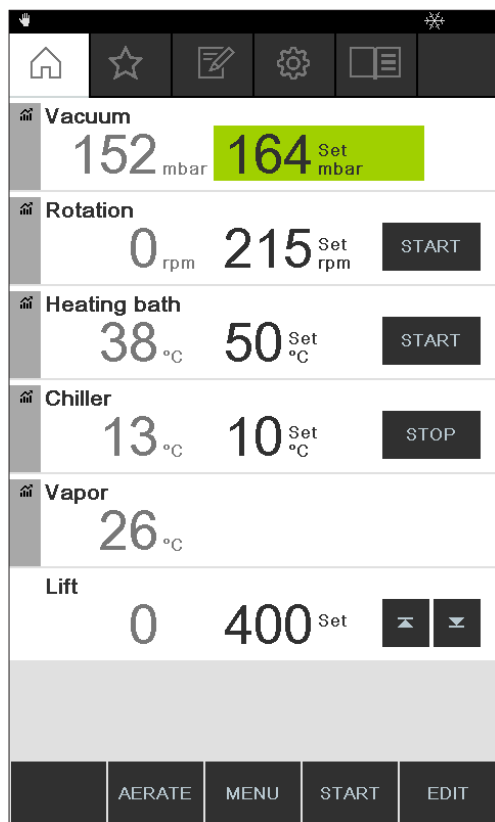 Vacuum
152 mbar 164 Set mbar
Rotation
0 rpm 215 Set rpm START
Heating bath
38 °C 50 Set °C START
Chiller
13 °C 10 Set °C STOP
Vapor
26 °C
Lift
0 400 Set
AERATE MENU START EDIT